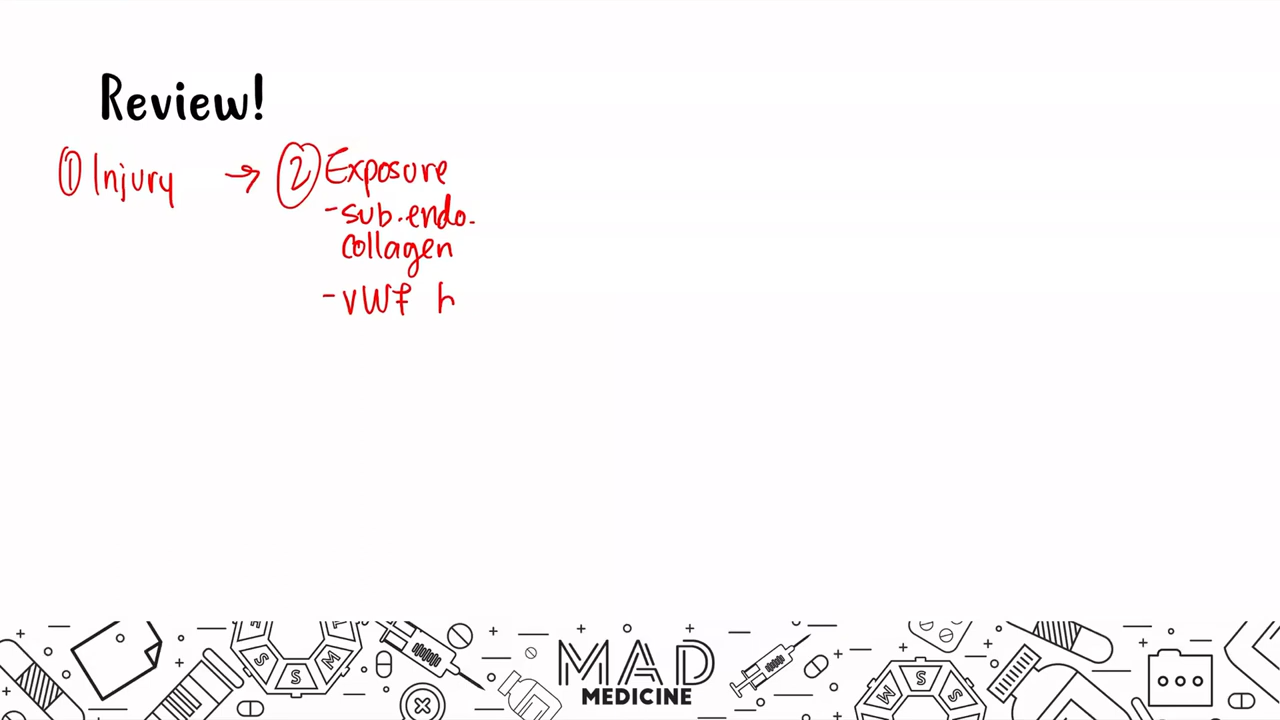 Review!
① Injury → ② Exposure
- sub.endo.
collagen
- vWF h
S S M
M S S
MAD
MEDICINE